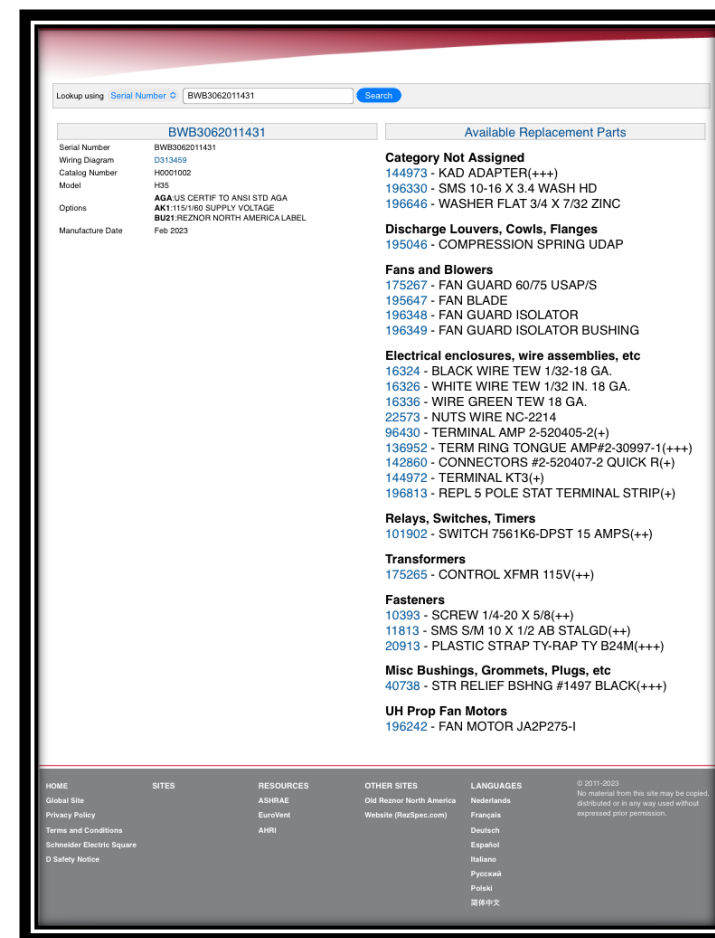 Lookup using Serial Number BWB3062011431 Search
BWB3062011431
Serial Number BWB3062011431
Wiring Diagram D313459
Catalog Number H0001002
Model H35
Options AGA:US CERTIF TO ANSI STD AGA
AK1:115/1/60 SUPPLY VOLTAGE
BU21:REZNOR NORTH AMERICA LABEL
Manufacture Date Feb 2023
Available Replacement Parts
Category Not Assigned
144973 - KAD ADAPTER(+++)
196330 - SMS 10-16 X 3.4 WASH HD
196646 - WASHER FLAT 3/4 X 7/32 ZINC
Discharge Louvers, Cowls, Flanges
195046 - COMPRESSION SPRING UDAP
Fans and Blowers
175267 - FAN GUARD 60/75 USAP/S
195647 - FAN BLADE
196348 - FAN GUARD ISOLATOR
196349 - FAN GUARD ISOLATOR BUSHING
Electrical enclosures, wire assemblies, etc
16324 - BLACK WIRE TEW 1/32-18 GA.
16326 - WHITE WIRE TEW 1/32 IN. 18 GA.
16336 - WIRE GREEN TEW 18 GA.
22573 - NUTS WIRE NC-2214
96430 - TERMINAL AMP 2-520405-2(+)
136952 - TERM RING TONGUE AMP#2-30997-1(+++)
142860 - CONNECTORS #2-520407-2 QUICK R(+)
144972 - TERMINAL KT3(+)
196813 - REPL 5 POLE STAT TERMINAL STRIP(+)
Relays, Switches, Timers
101902 - SWITCH 7561K6-DPST 15 AMPS(++)
Transformers
175265 - CONTROL XFMR 115V(++)
Fasteners
10393 - SCREW 1/4-20 X 5/8(++)
11813 - SMS S/M 10 X 1/2 AB STALGD(++)
20913 - PLASTIC STRAP TY-RAP TY B24M(+++)
Misc Bushings, Grommets, Plugs, etc
40738 - STR RELIEF BSHNG #1497 BLACK(+++)
UH Prop Fan Motors
196242 - FAN MOTOR JA2P275-I
HOME
Global Site
Privacy Policy
Terms and Conditions
Schneider Electric Square
D Safety Notice
SITES
RESOURCES
ASHRAE
EuroVent
AHRI
OTHER SITES
Old Reznor North America
Website (RezSpec.com)
LANGUAGES
Nederlands
Français
Deutsch
Español
Italiano
Русский
Polski
简体中文
© 2011-2023
No material from this site may be copied,
distributed or in any way used without
expressed prior permission.